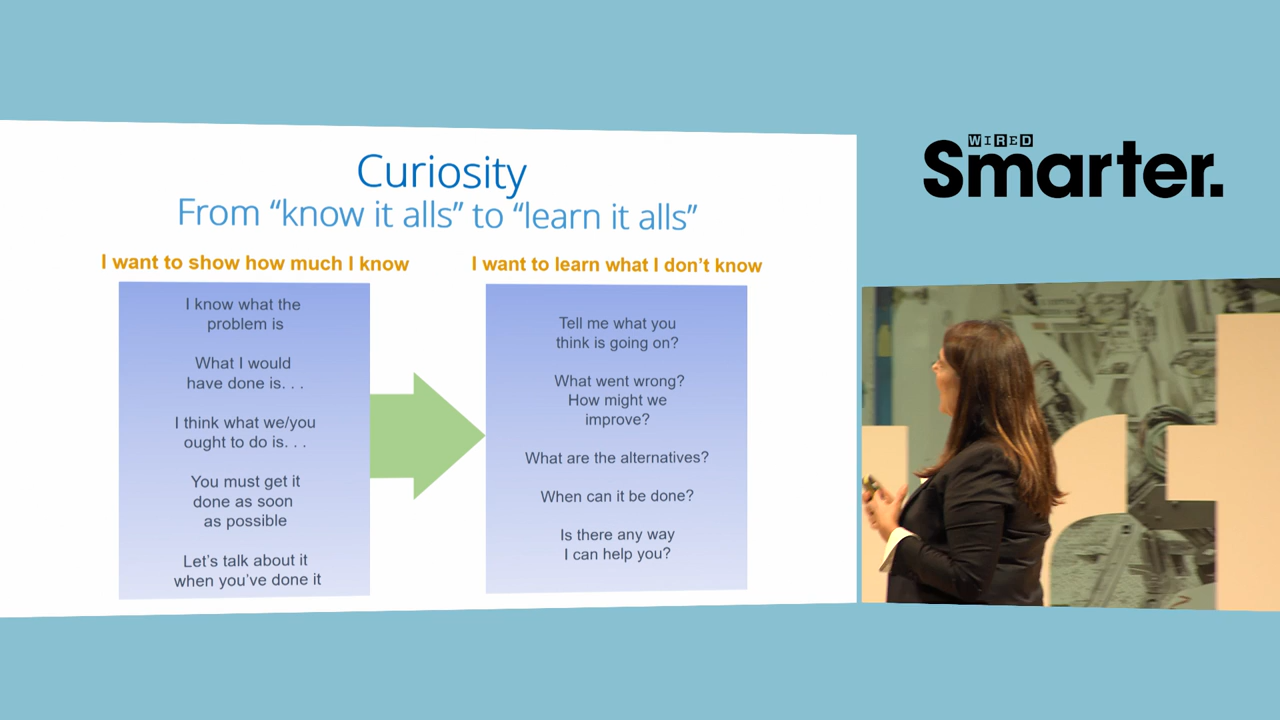 WIRED
Smarter.
Curiosity
From “know it alls” to “learn it alls”
I want to show how much I know
I know what the
problem is
What I would
have done is. . .
I think what we/you
ought to do is. . .
You must get it
done as soon
as possible
Let’s talk about it
when you’ve done it
I want to learn what I don’t know
Tell me what you
think is going on?
What went wrong?
How might we
improve?
What are the alternatives?
When can it be done?
Is there any way
I can help you?